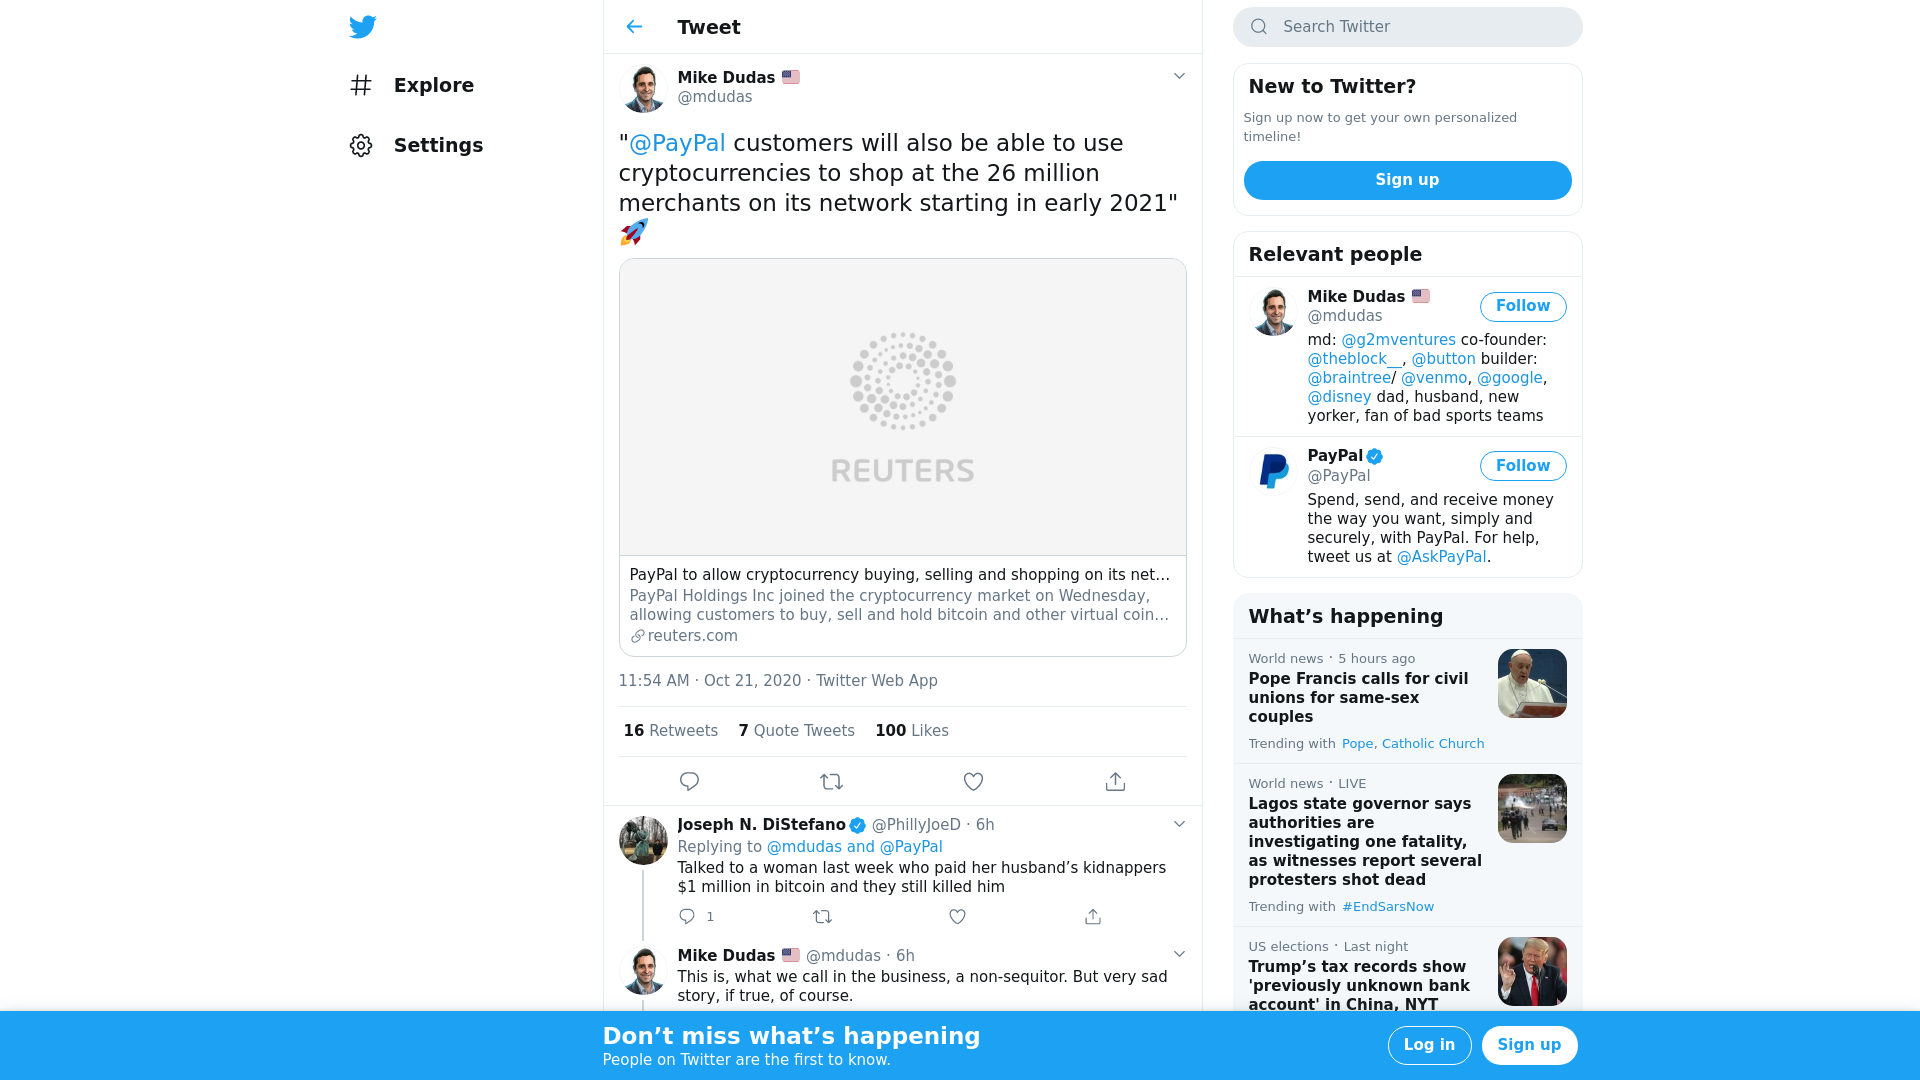 Explore
Settings
Tweet
Mike Dudas
@mdudas
"@PayPal customers will also be able to use
cryptocurrencies to shop at the 26 million
merchants on its network starting in early 2021"
REUTERS
PayPal to allow cryptocurrency buying, selling and shopping on its net…
PayPal Holdings Inc joined the cryptocurrency market on Wednesday,
allowing customers to buy, sell and hold bitcoin and other virtual coin…
reuters.com
11:54 AM · Oct 21, 2020 · Twitter Web App
16 Retweets 7 Quote Tweets 100 Likes
Joseph N. DiStefano @PhillyJoeD · 6h
Replying to @mdudas and @PayPal
Talked to a woman last week who paid her husband’s kidnappers
$1 million in bitcoin and they still killed him
1
Mike Dudas @mdudas · 6h
This is, what we call in the business, a non-sequitor. But very sad
story, if true, of course.
Search Twitter
New to Twitter?
Sign up now to get your own personalized
timeline!
Sign up
Relevant people
Mike Dudas
@mdudas
Follow
md: @g2mventures co-founder:
@theblock__, @button builder:
@braintree/ @venmo, @google,
@disney dad, husband, new
yorker, fan of bad sports teams
PayPal
@PayPal
Follow
Spend, send, and receive money
the way you want, simply and
securely, with PayPal. For help,
tweet us at @AskPayPal.
What’s happening
World news · 5 hours ago
Pope Francis calls for civil
unions for same-sex
couples
Trending with Pope, Catholic Church
World news · LIVE
Lagos state governor says
authorities are
investigating one fatality,
as witnesses report several
protesters shot dead
Trending with #EndSarsNow
US elections · Last night
Trump’s tax records show
'previously unknown bank
account' in China, NYT
Don’t miss what’s happening
People on Twitter are the first to know.
Log in
Sign up